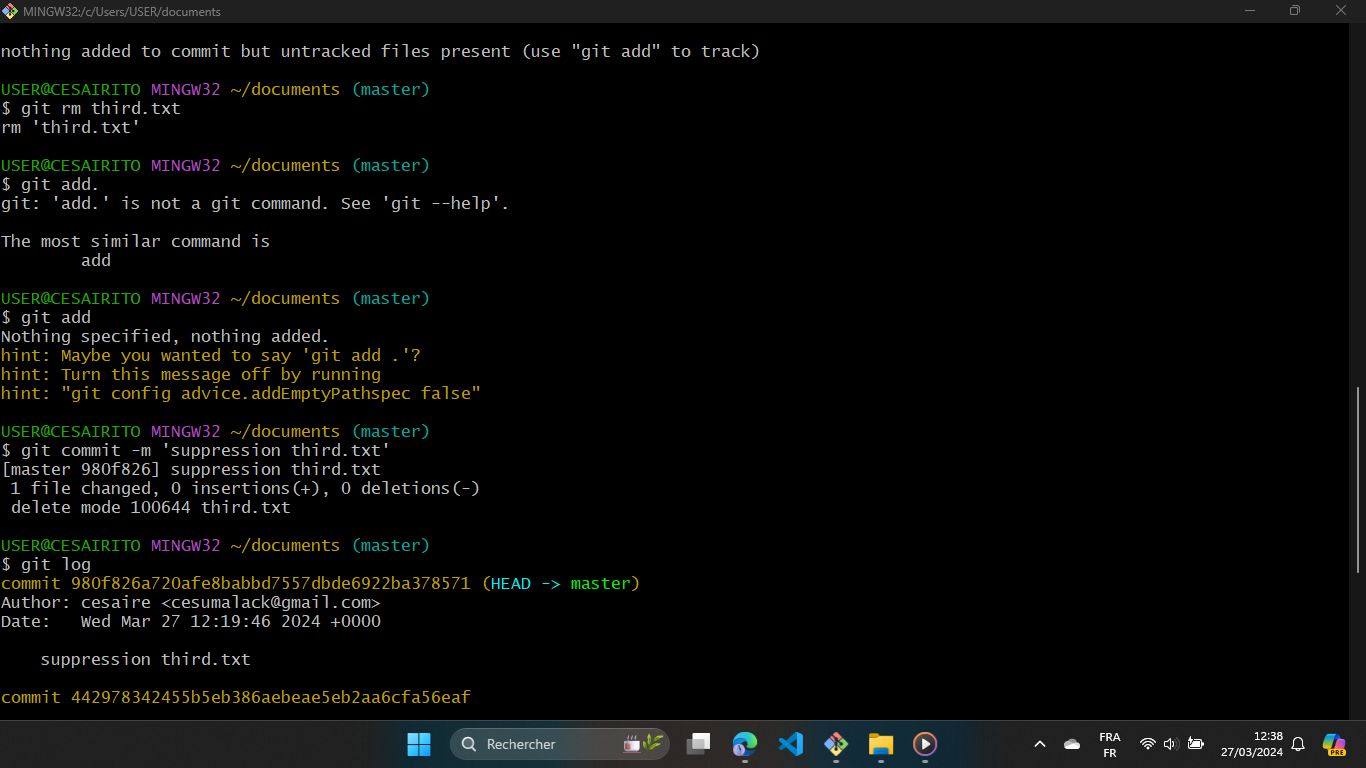 MINGW32:/c/Users/USER/documents
nothing added to commit but untracked files present (use "git add" to track)
USER@CESAIRITO MINGW32 ~/documents (master)
$ git rm third.txt
rm 'third.txt'
USER@CESAIRITO MINGW32 ~/documents (master)
$ git add.
git: 'add.' is not a git command. See 'git --help'.
The most similar command is
add
USER@CESAIRITO MINGW32 ~/documents (master)
$ git add
Nothing specified, nothing added.
hint: Maybe you wanted to say 'git add .'?
hint: Turn this message off by running
hint: "git config advice.addEmptyPathspec false"
USER@CESAIRITO MINGW32 ~/documents (master)
$ git commit -m 'suppression third.txt'
[master 980f826] suppression third.txt
1 file changed, 0 insertions(+), 0 deletions(-)
delete mode 100644 third.txt
USER@CESAIRITO MINGW32 ~/documents (master)
$ git log
commit 980f826a720afe8babbd7557dbde6922ba378571 (HEAD -> master)
Author: cesaire <cesumalack@gmail.com>
Date:   Wed Mar 27 12:19:46 2024 +0000
suppression third.txt
commit 442978342455b5eb386aebeae5eb2aa6cfa56eaf
Rechercher
FRA
FR
12:38
27/03/2024
PRE